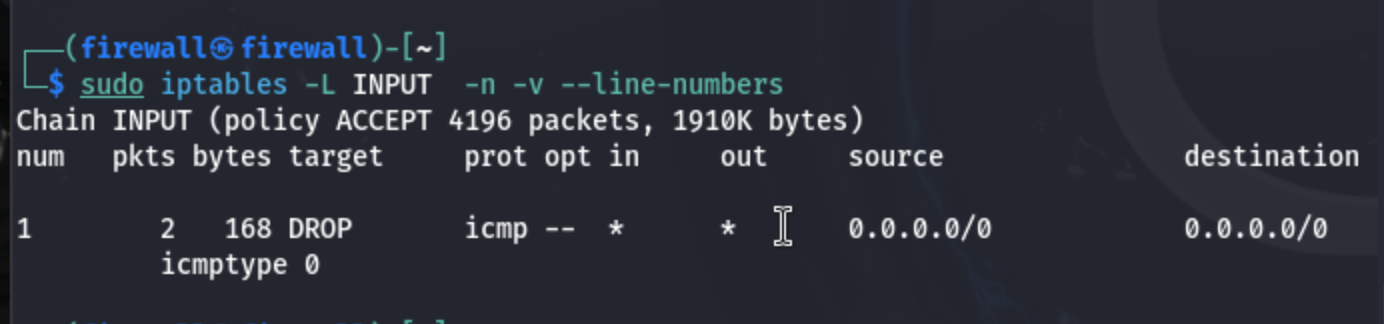 (firewall㉿firewall)-[~]
$ sudo iptables -L INPUT  -n -v --line-numbers
Chain INPUT (policy ACCEPT 4196 packets, 1910K bytes)
num   pkts bytes target     prot opt in     out     source               destination
1        2   168 DROP       icmp --  *      *       0.0.0.0/0            0.0.0.0/0
icmptype 0